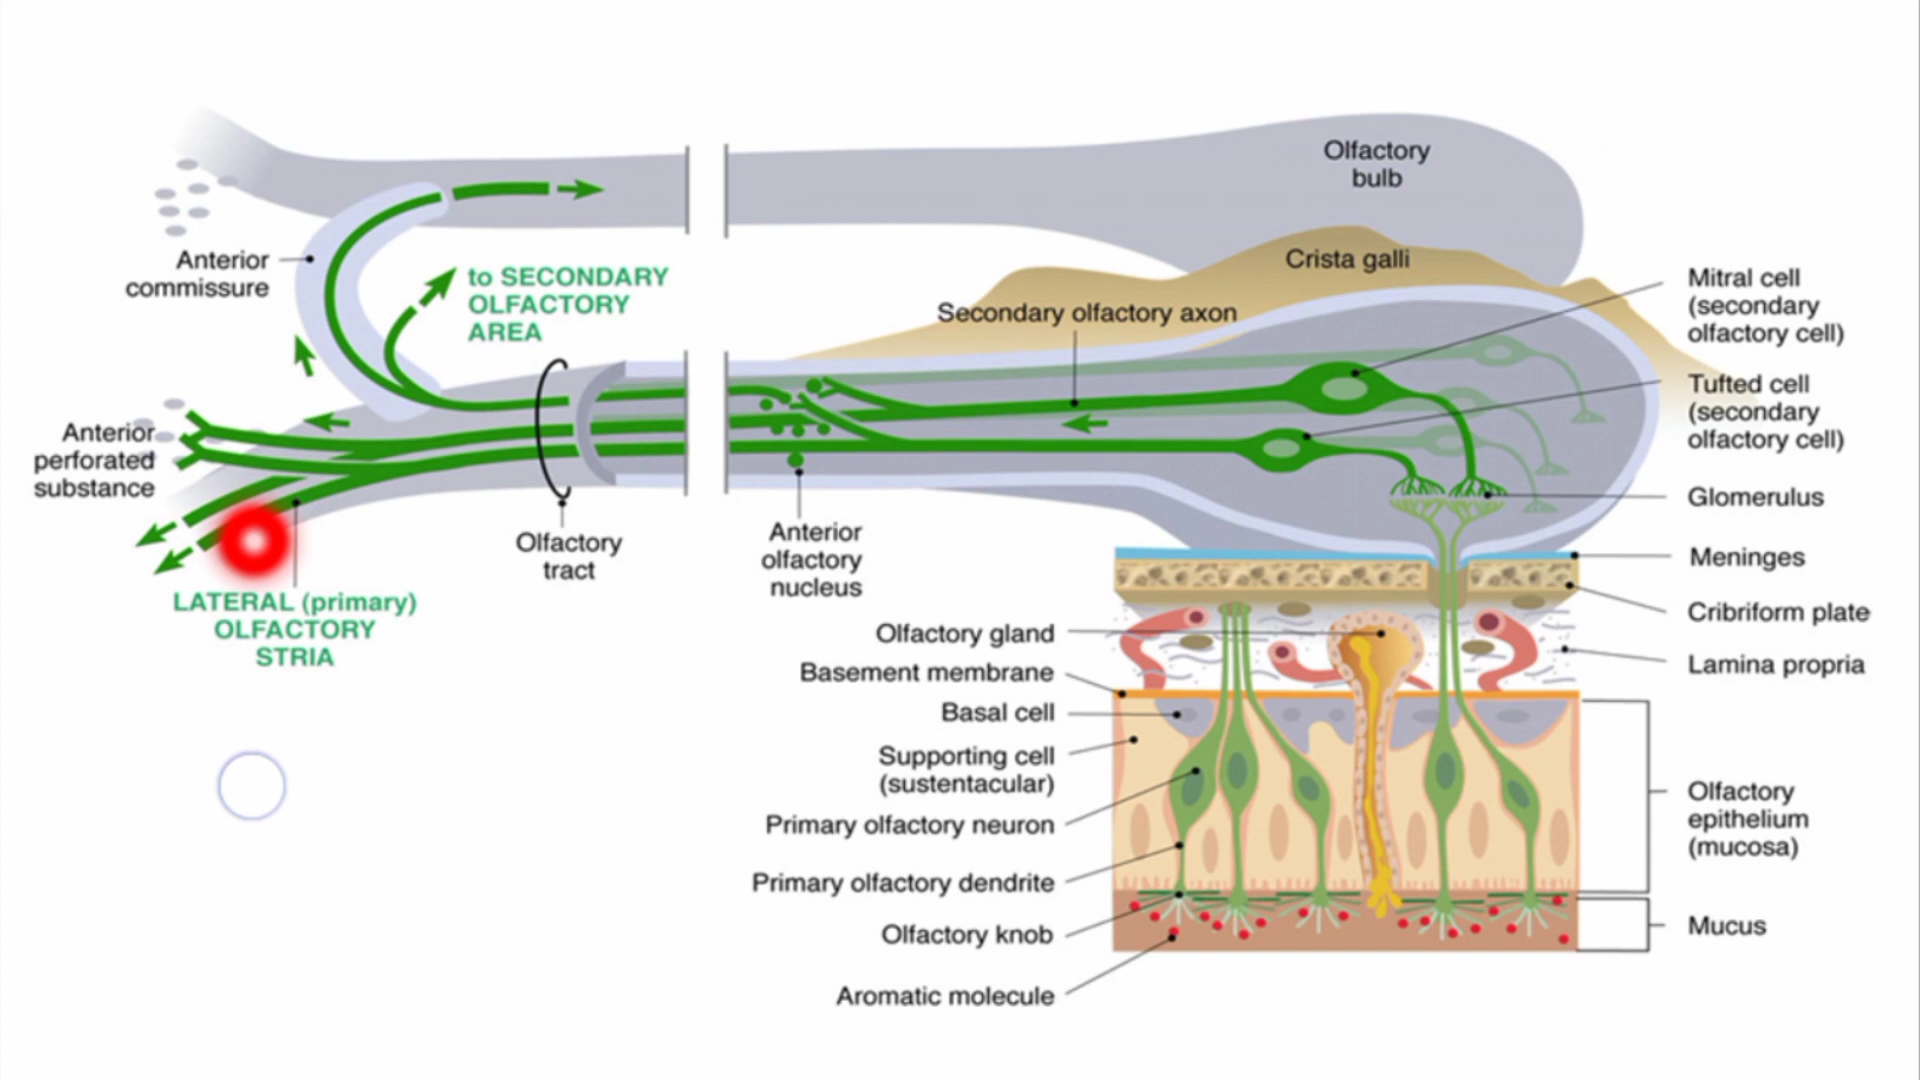 Olfactory
bulb
Anterior
commissure
Crista galli
to SECONDARY
OLFACTORY
AREA
Secondary olfactory axon
Mitral cell
(secondary
olfactory cell)
Tufted cell
(secondary
olfactory cell)
Anterior
perforated
substance
Glomerulus
Olfactory
tract
Anterior
olfactory
nucleus
Meninges
Cribriform plate
LATERAL (primary)
OLFACTORY
STRIA
Olfactory gland
Lamina propria
Basement membrane
Basal cell
Supporting cell
(sustentacular)
Primary olfactory neuron
Olfactory
epithelium
(mucosa)
Primary olfactory dendrite
Olfactory knob
Mucus
Aromatic molecule